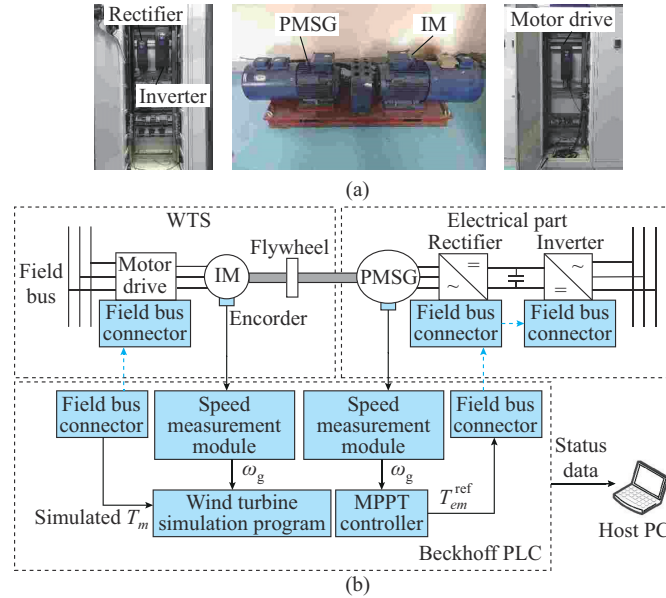 Rectifier
Inverter
PMSG
IM
Motor drive
(a)
WTS
Electrical part
Field
bus
Motor
drive
IM
Flywheel
PMSG
Rectifier
Inverter
=
~
~
=
Field bus
connector
Encorder
Field bus
connector
Field bus
connector
Field bus
connector
Speed
measurement
module
Speed
measurement
module
Field bus
connector
Status
data
ωg
ωg
Simulated Tm
Wind turbine
simulation program
MPPT
controller
T em ref
Host PC
Beckhoff PLC
(b)